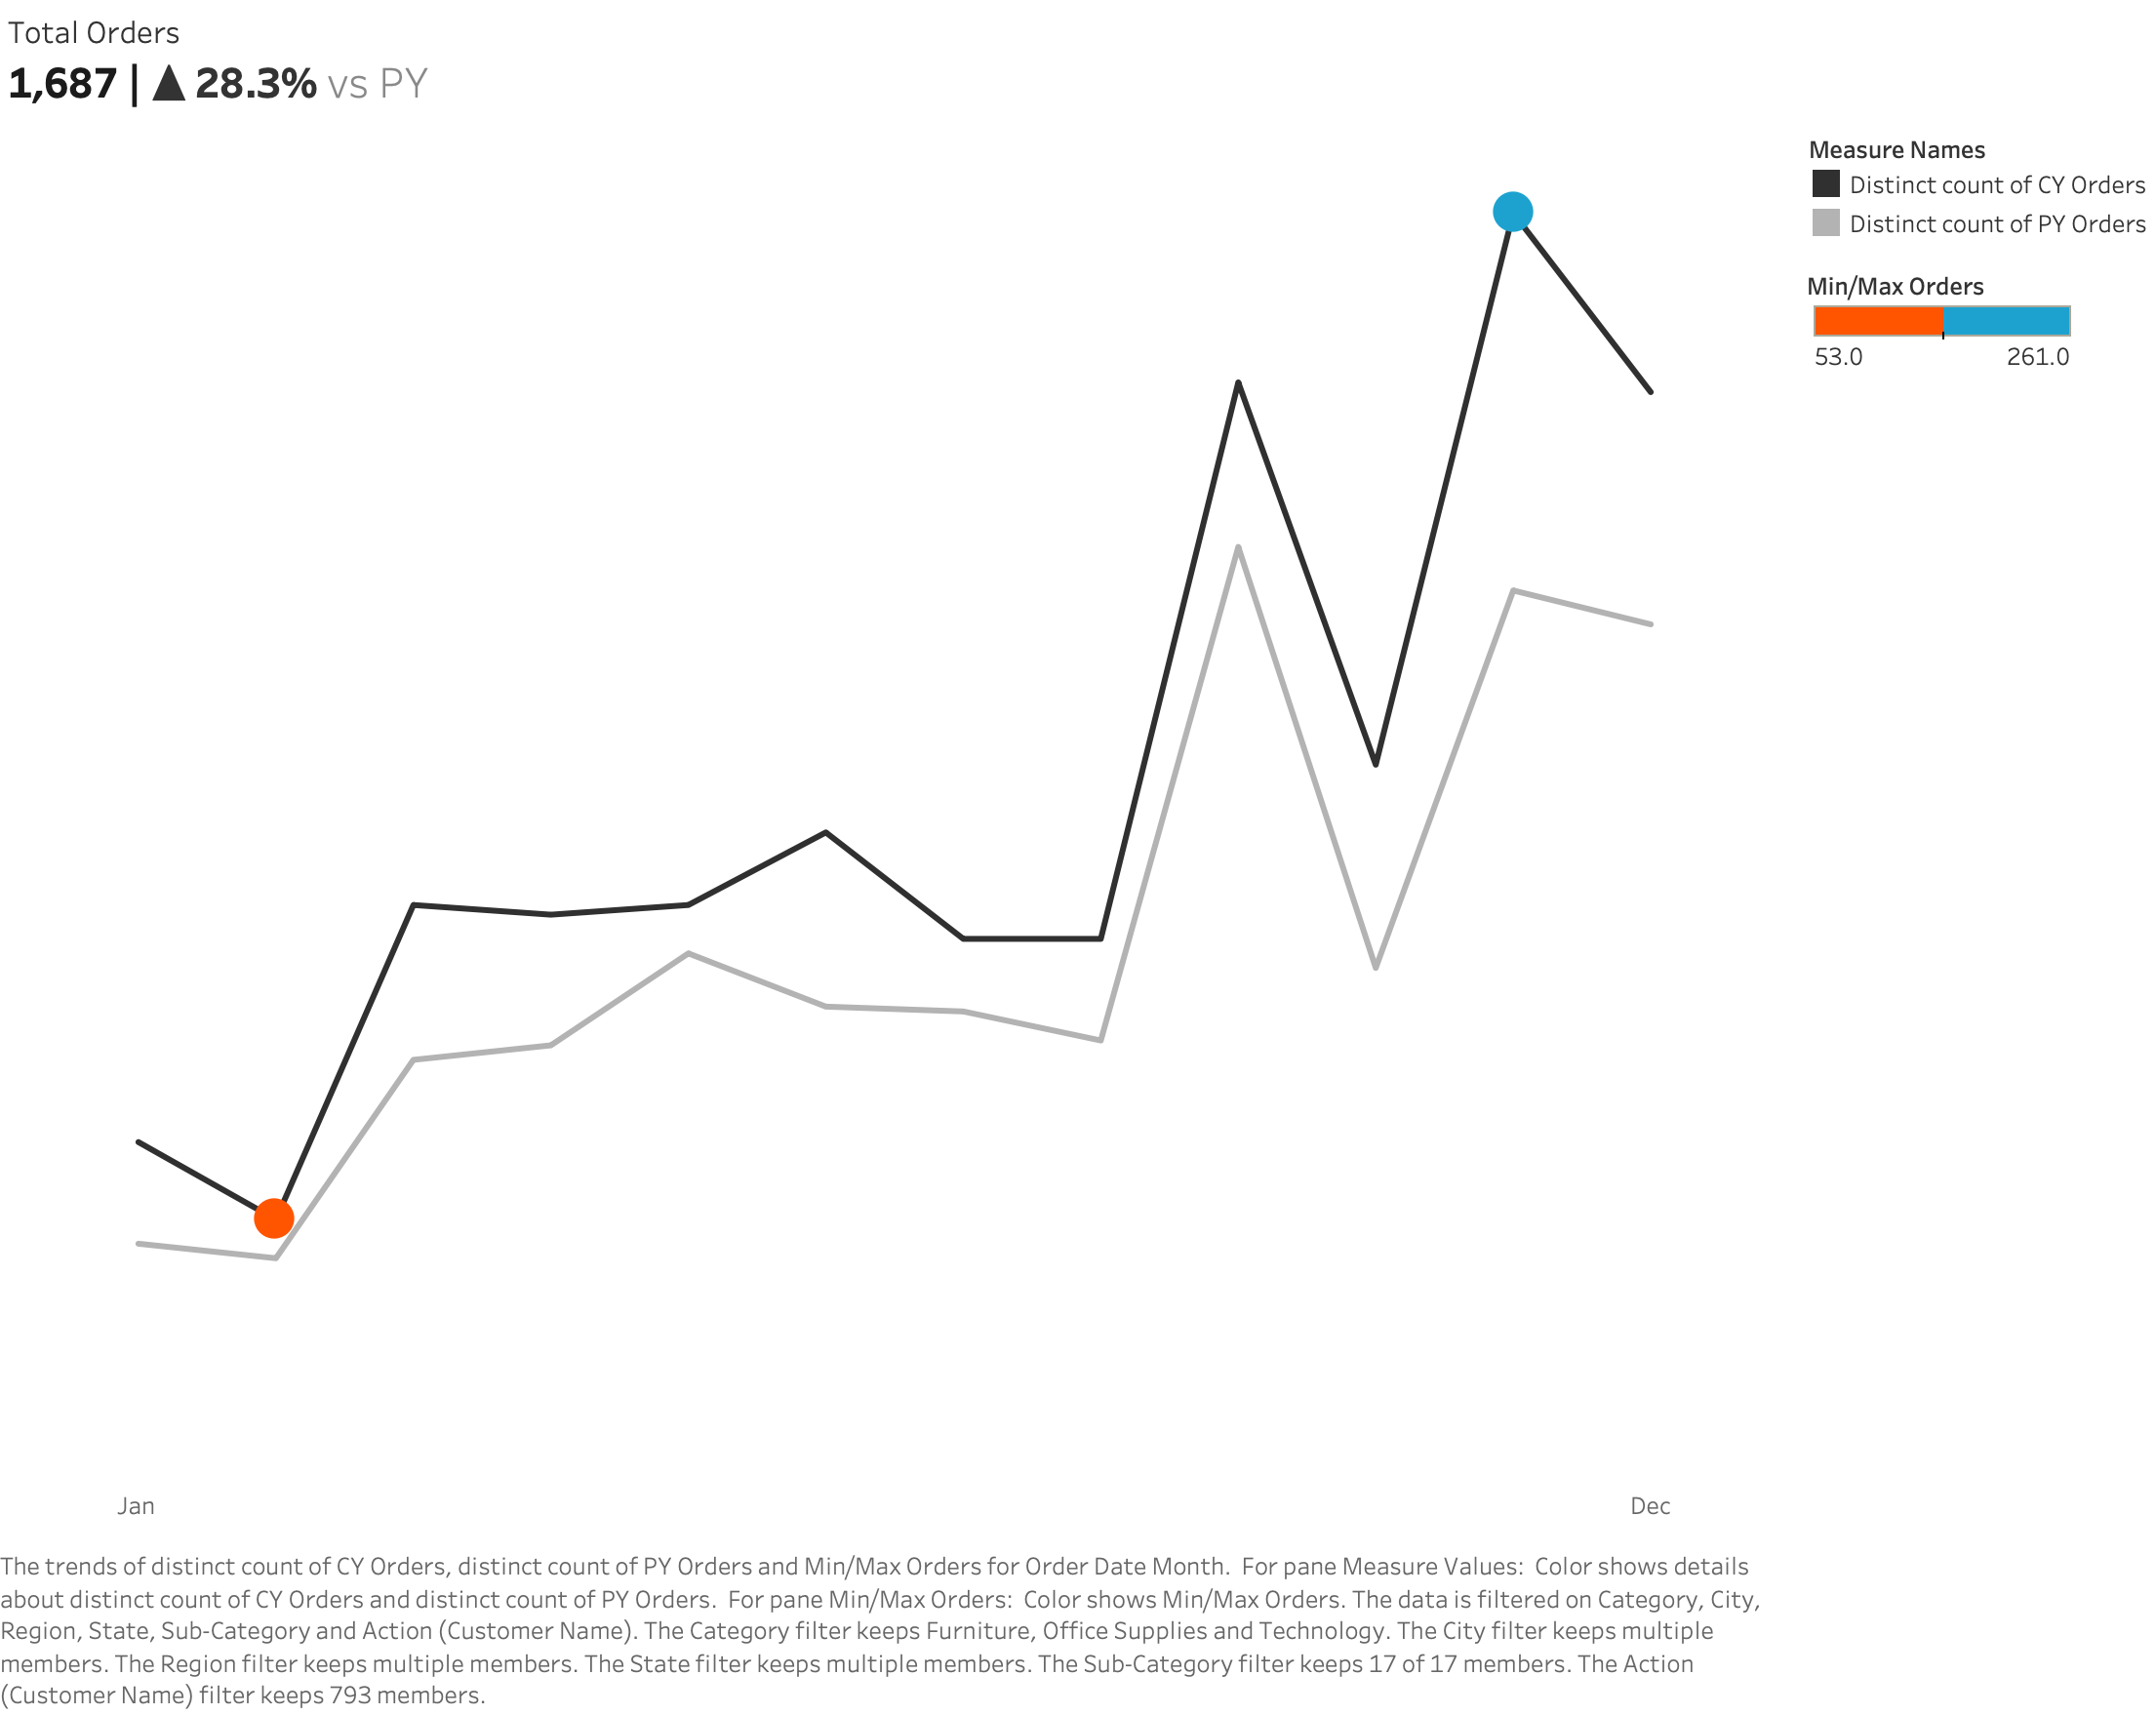 Total Orders
1,687 | ▲ 28.3% vs PY
Measure Names
Distinct count of CY Orders
Distinct count of PY Orders
Min/Max Orders
53.0 261.0
Jan Dec
The trends of distinct count of CY Orders, distinct count of PY Orders and Min/Max Orders for Order Date Month.  For pane Measure Values:  Color shows details
about distinct count of CY Orders and distinct count of PY Orders.  For pane Min/Max Orders:  Color shows Min/Max Orders. The data is filtered on Category, City,
Region, State, Sub-Category and Action (Customer Name). The Category filter keeps Furniture, Office Supplies and Technology. The City filter keeps multiple
members. The Region filter keeps multiple members. The State filter keeps multiple members. The Sub-Category filter keeps 17 of 17 members. The Action
(Customer Name) filter keeps 793 members.